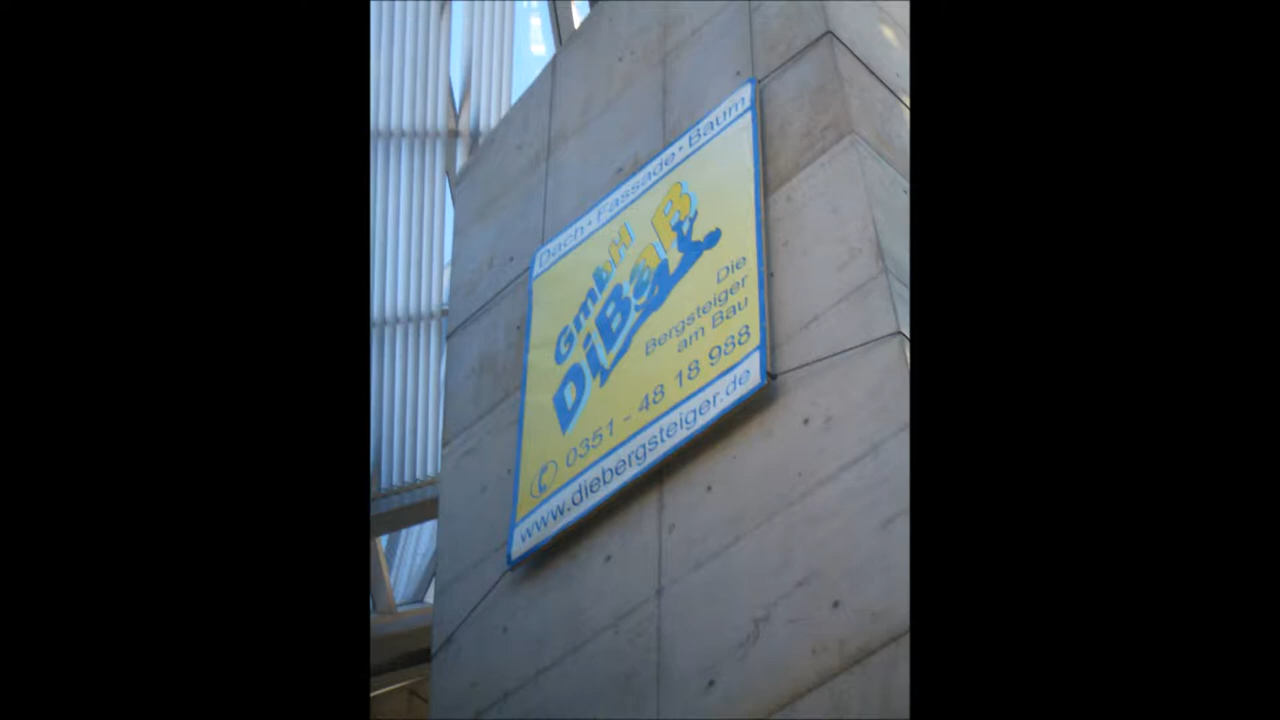 Dach • Fassade • Baum
GmbH
DiBaB
Die
Bergsteiger
am Bau
0351 - 48 18 988
www.diebergsteiger.de